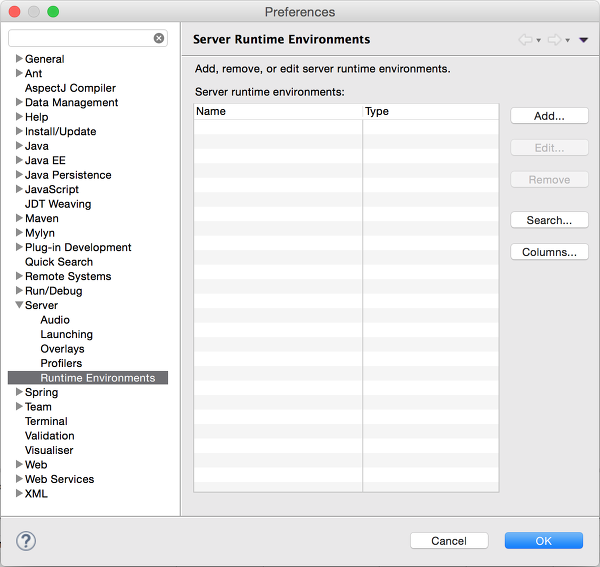 Preferences
General
Ant
AspectJ Compiler
Data Management
Help
Install/Update
Java
Java EE
Java Persistence
JavaScript
JDT Weaving
Maven
Mylyn
Plug-in Development
Quick Search
Remote Systems
Run/Debug
Server
Audio
Launching
Overlays
Profilers
Runtime Environments
Spring
Team
Terminal
Validation
Visualiser
Web
Web Services
XML
Server Runtime Environments
Add, remove, or edit server runtime environments.
Server runtime environments:
Name Type
Add...
Edit...
Remove
Search...
Columns...
?
Cancel OK